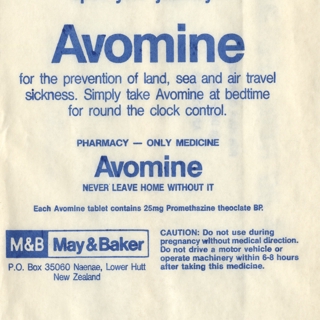 Avomine
for the prevention of land, sea and air travel
sickness. Simply take Avomine at bedtime
for round the clock control.
PHARMACY — ONLY MEDICINE
Avomine
NEVER LEAVE HOME WITHOUT IT
Each Avomine tablet contains 25mg Promethazine theoclate BP.
M&B May&Baker
P.O. Box 35060 Naenae, Lower Hutt
New Zealand
CAUTION: Do not use during
pregnancy without medical direction.
Do not drive a motor vehicle or
operate machinery within 6-8 hours
after taking this medicine.